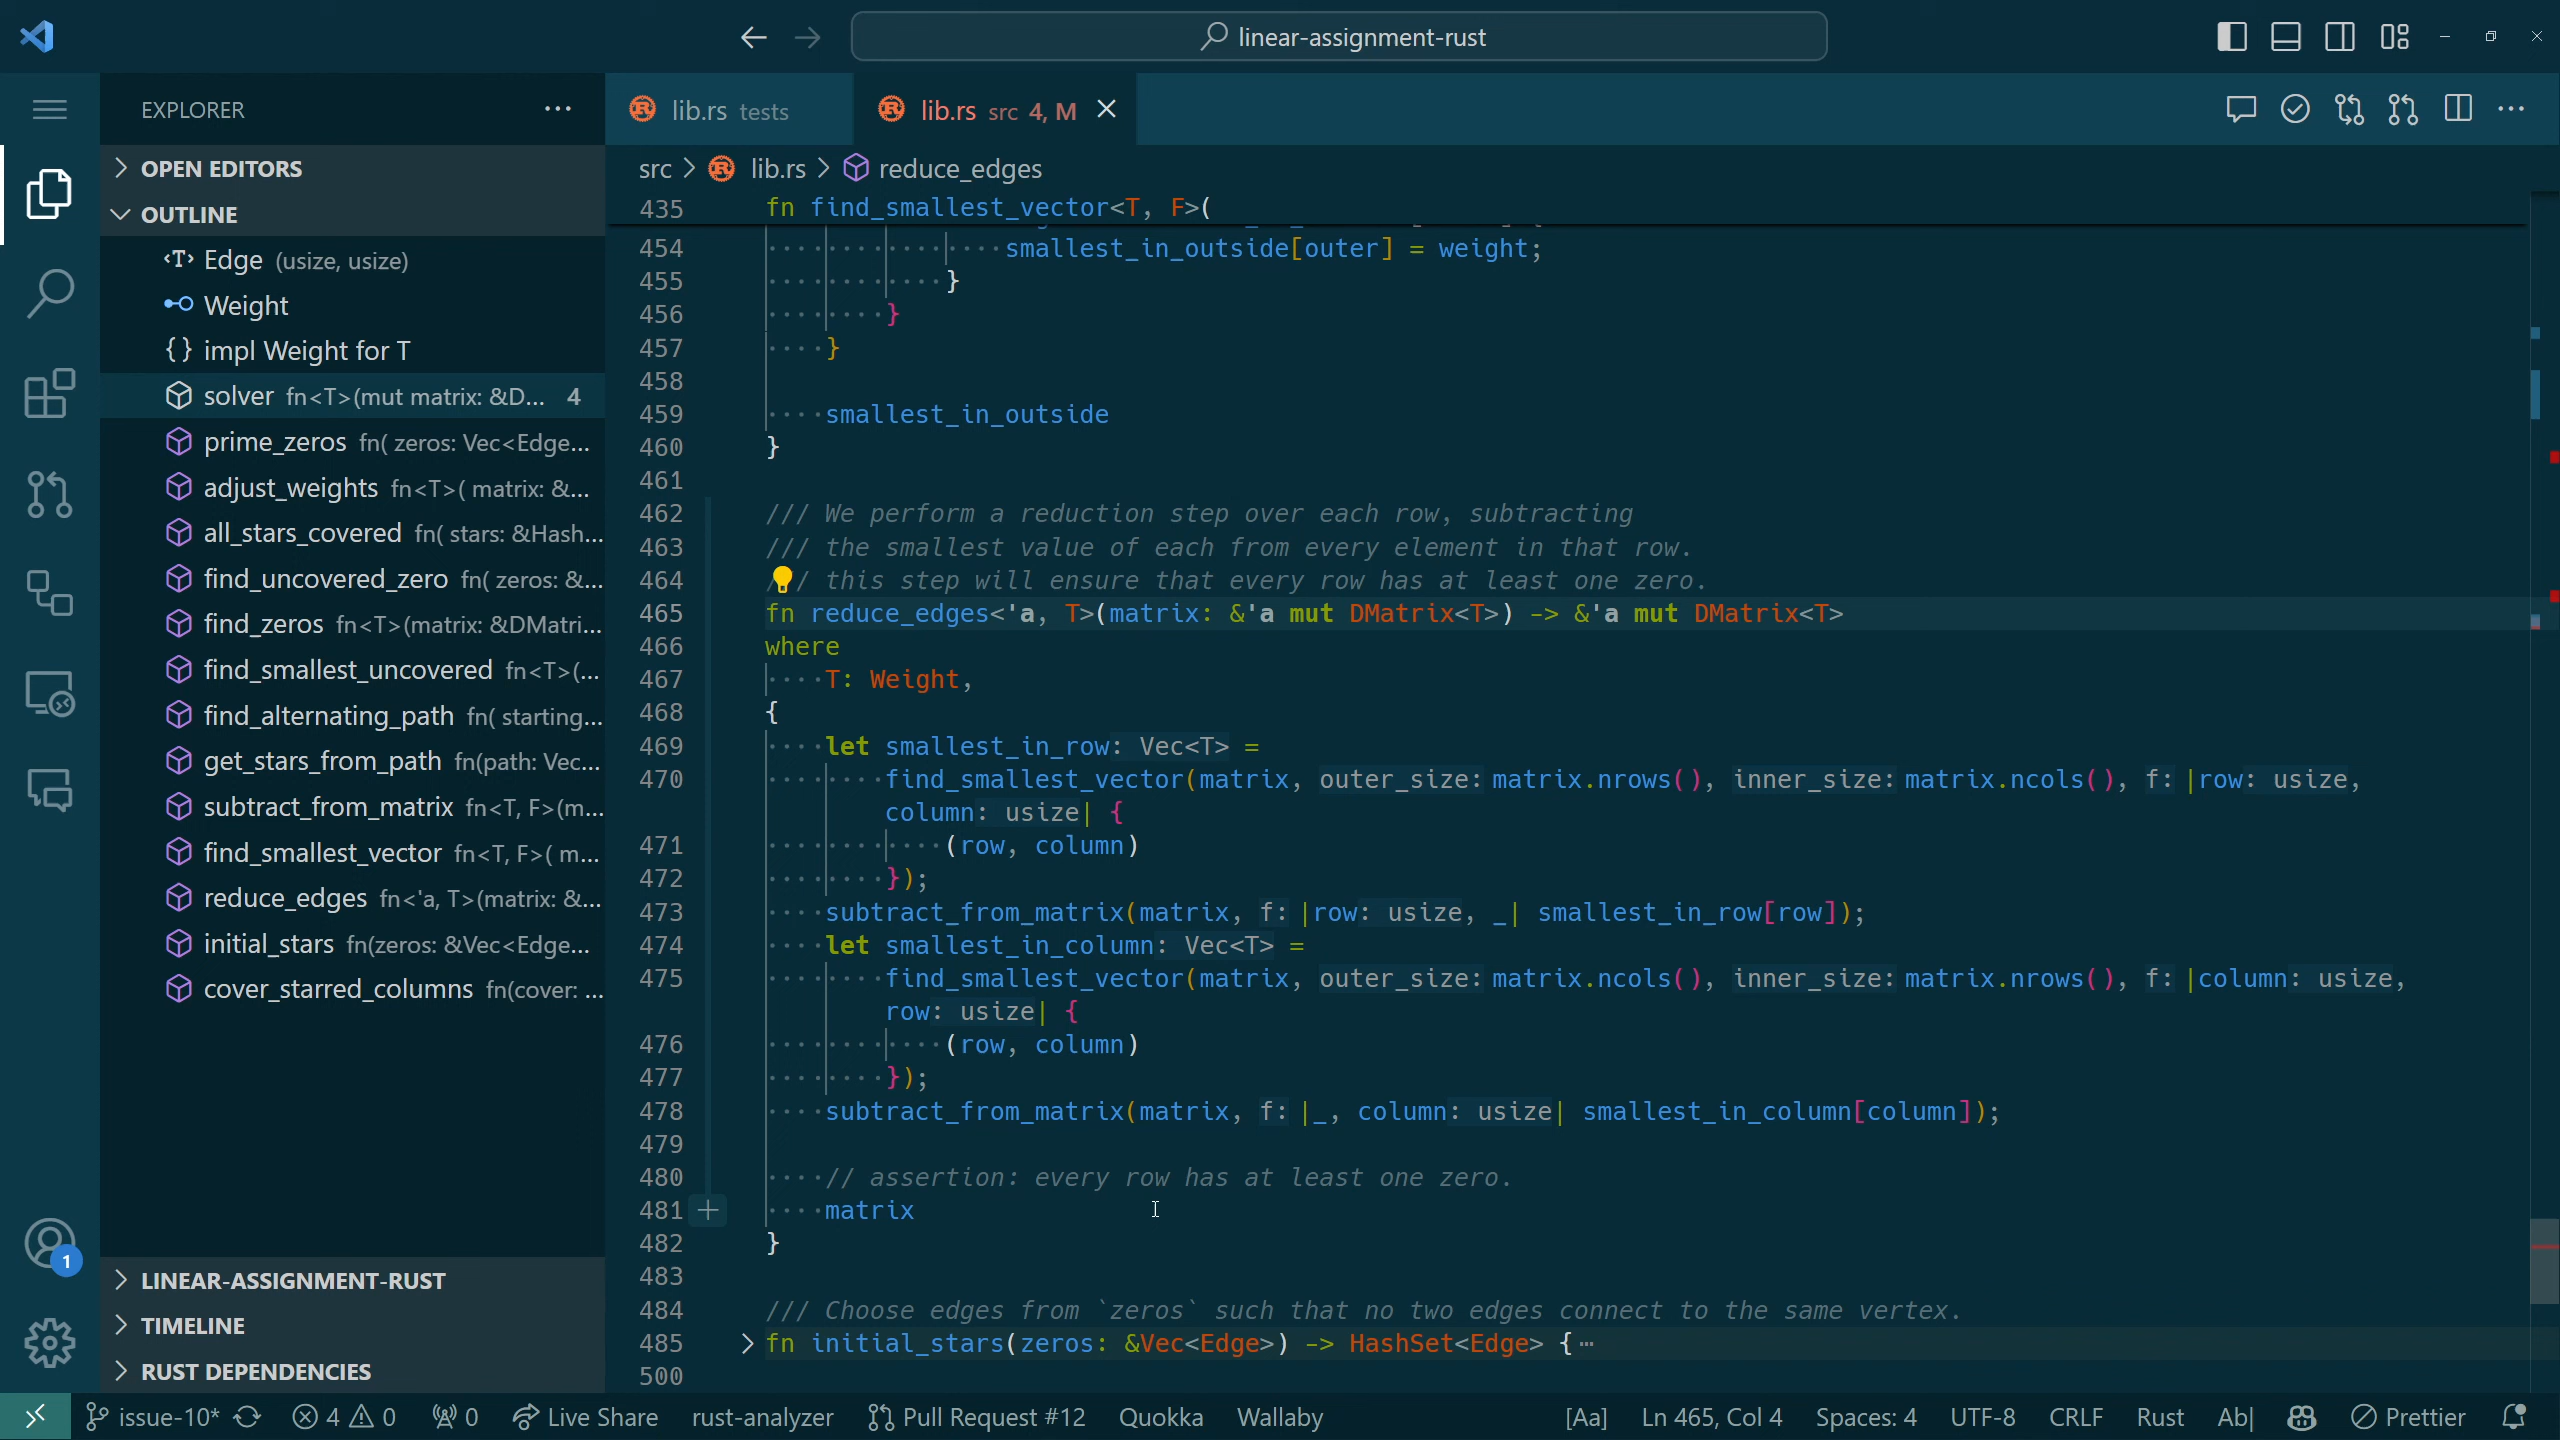 linear-assignment-rust
EXPLORER
lib.rs tests
lib.rs src 4, M
OPEN EDITORS
OUTLINE
Edge (usize, usize)
Weight
{} impl Weight for T
solver fn<T>(mut matrix: &D... 4
prime_zeros fn( zeros: Vec<Edge...
adjust_weights fn<T>( matrix: &...
all_stars_covered fn( stars: &Hash...
find_uncovered_zero fn( zeros: &...
find_zeros fn<T>(matrix: &DMatri...
find_smallest_uncovered fn<T>(...
find_alternating_path fn( starting...
get_stars_from_path fn(path: Vec...
subtract_from_matrix fn<T, F>(m...
find_smallest_vector fn<T, F>( m...
reduce_edges fn<'a, T>(matrix: &...
initial_stars fn(zeros: &Vec<Edge...
cover_starred_columns fn(cover: ...
LINEAR-ASSIGNMENT-RUST
TIMELINE
RUST DEPENDENCIES
1
src > lib.rs > reduce_edges
435 fn find_smallest_vector<T, F>(
454 smallest_in_outside[outer] = weight;
455 }
456 }
457 }
458
459 smallest_in_outside
460 }
461
462 /// We perform a reduction step over each row, subtracting
463 /// the smallest value of each from every element in that row.
464 /// this step will ensure that every row has at least one zero.
465 fn reduce_edges<'a, T>(matrix: &'a mut DMatrix<T>) -> &'a mut DMatrix<T>
466 where
467 T: Weight,
468 {
469 let smallest_in_row: Vec<T> =
470 find_smallest_vector(matrix, outer_size: matrix.nrows(), inner_size: matrix.ncols(), f: |row: usize,
column: usize| {
471 (row, column)
472 });
473 subtract_from_matrix(matrix, f: |row: usize, _| smallest_in_row[row]);
474 let smallest_in_column: Vec<T> =
475 find_smallest_vector(matrix, outer_size: matrix.ncols(), inner_size: matrix.nrows(), f: |column: usize,
row: usize| {
476 (row, column)
477 });
478 subtract_from_matrix(matrix, f: |_, column: usize| smallest_in_column[column]);
479
480 // assertion: every row has at least one zero.
481 matrix
482 }
483
484 /// Choose edges from `zeros` such that no two edges connect to the same vertex.
485 fn initial_stars(zeros: &Vec<Edge>) -> HashSet<Edge> {⋯
500
issue-10* 4 0 0 Live Share rust-analyzer Pull Request #12 Quokka Wallaby [Aa] Ln 465, Col 4 Spaces: 4 UTF-8 CRLF Rust Ab| Prettier